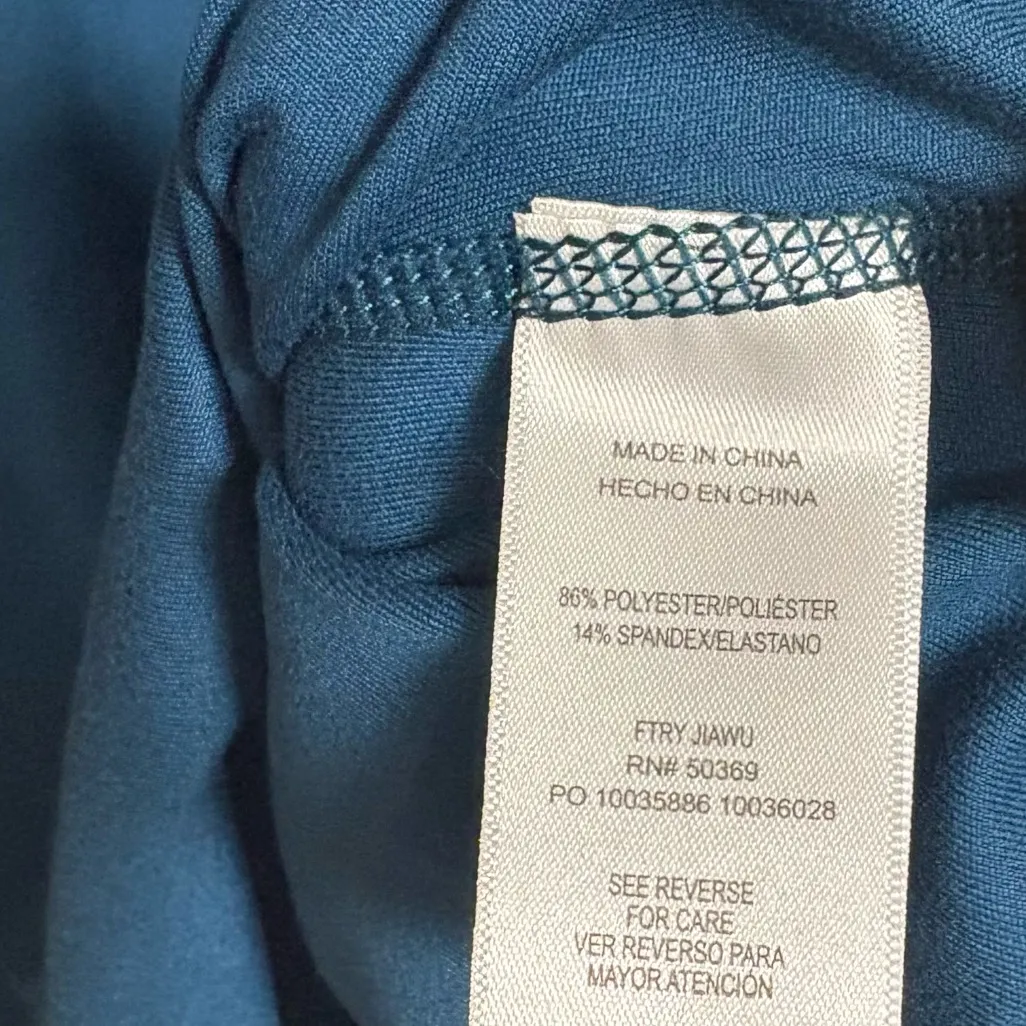 MADE IN CHINA
HECHO EN CHINA
86% POLYESTER/POLIÉSTER
14% SPANDEX/ELASTANO
FTRY JIAWU
RN# 50369
PO 10035886 10036028
SEE REVERSE
FOR CARE
VER REVERSO PARA
MAYOR ATENCIÓN